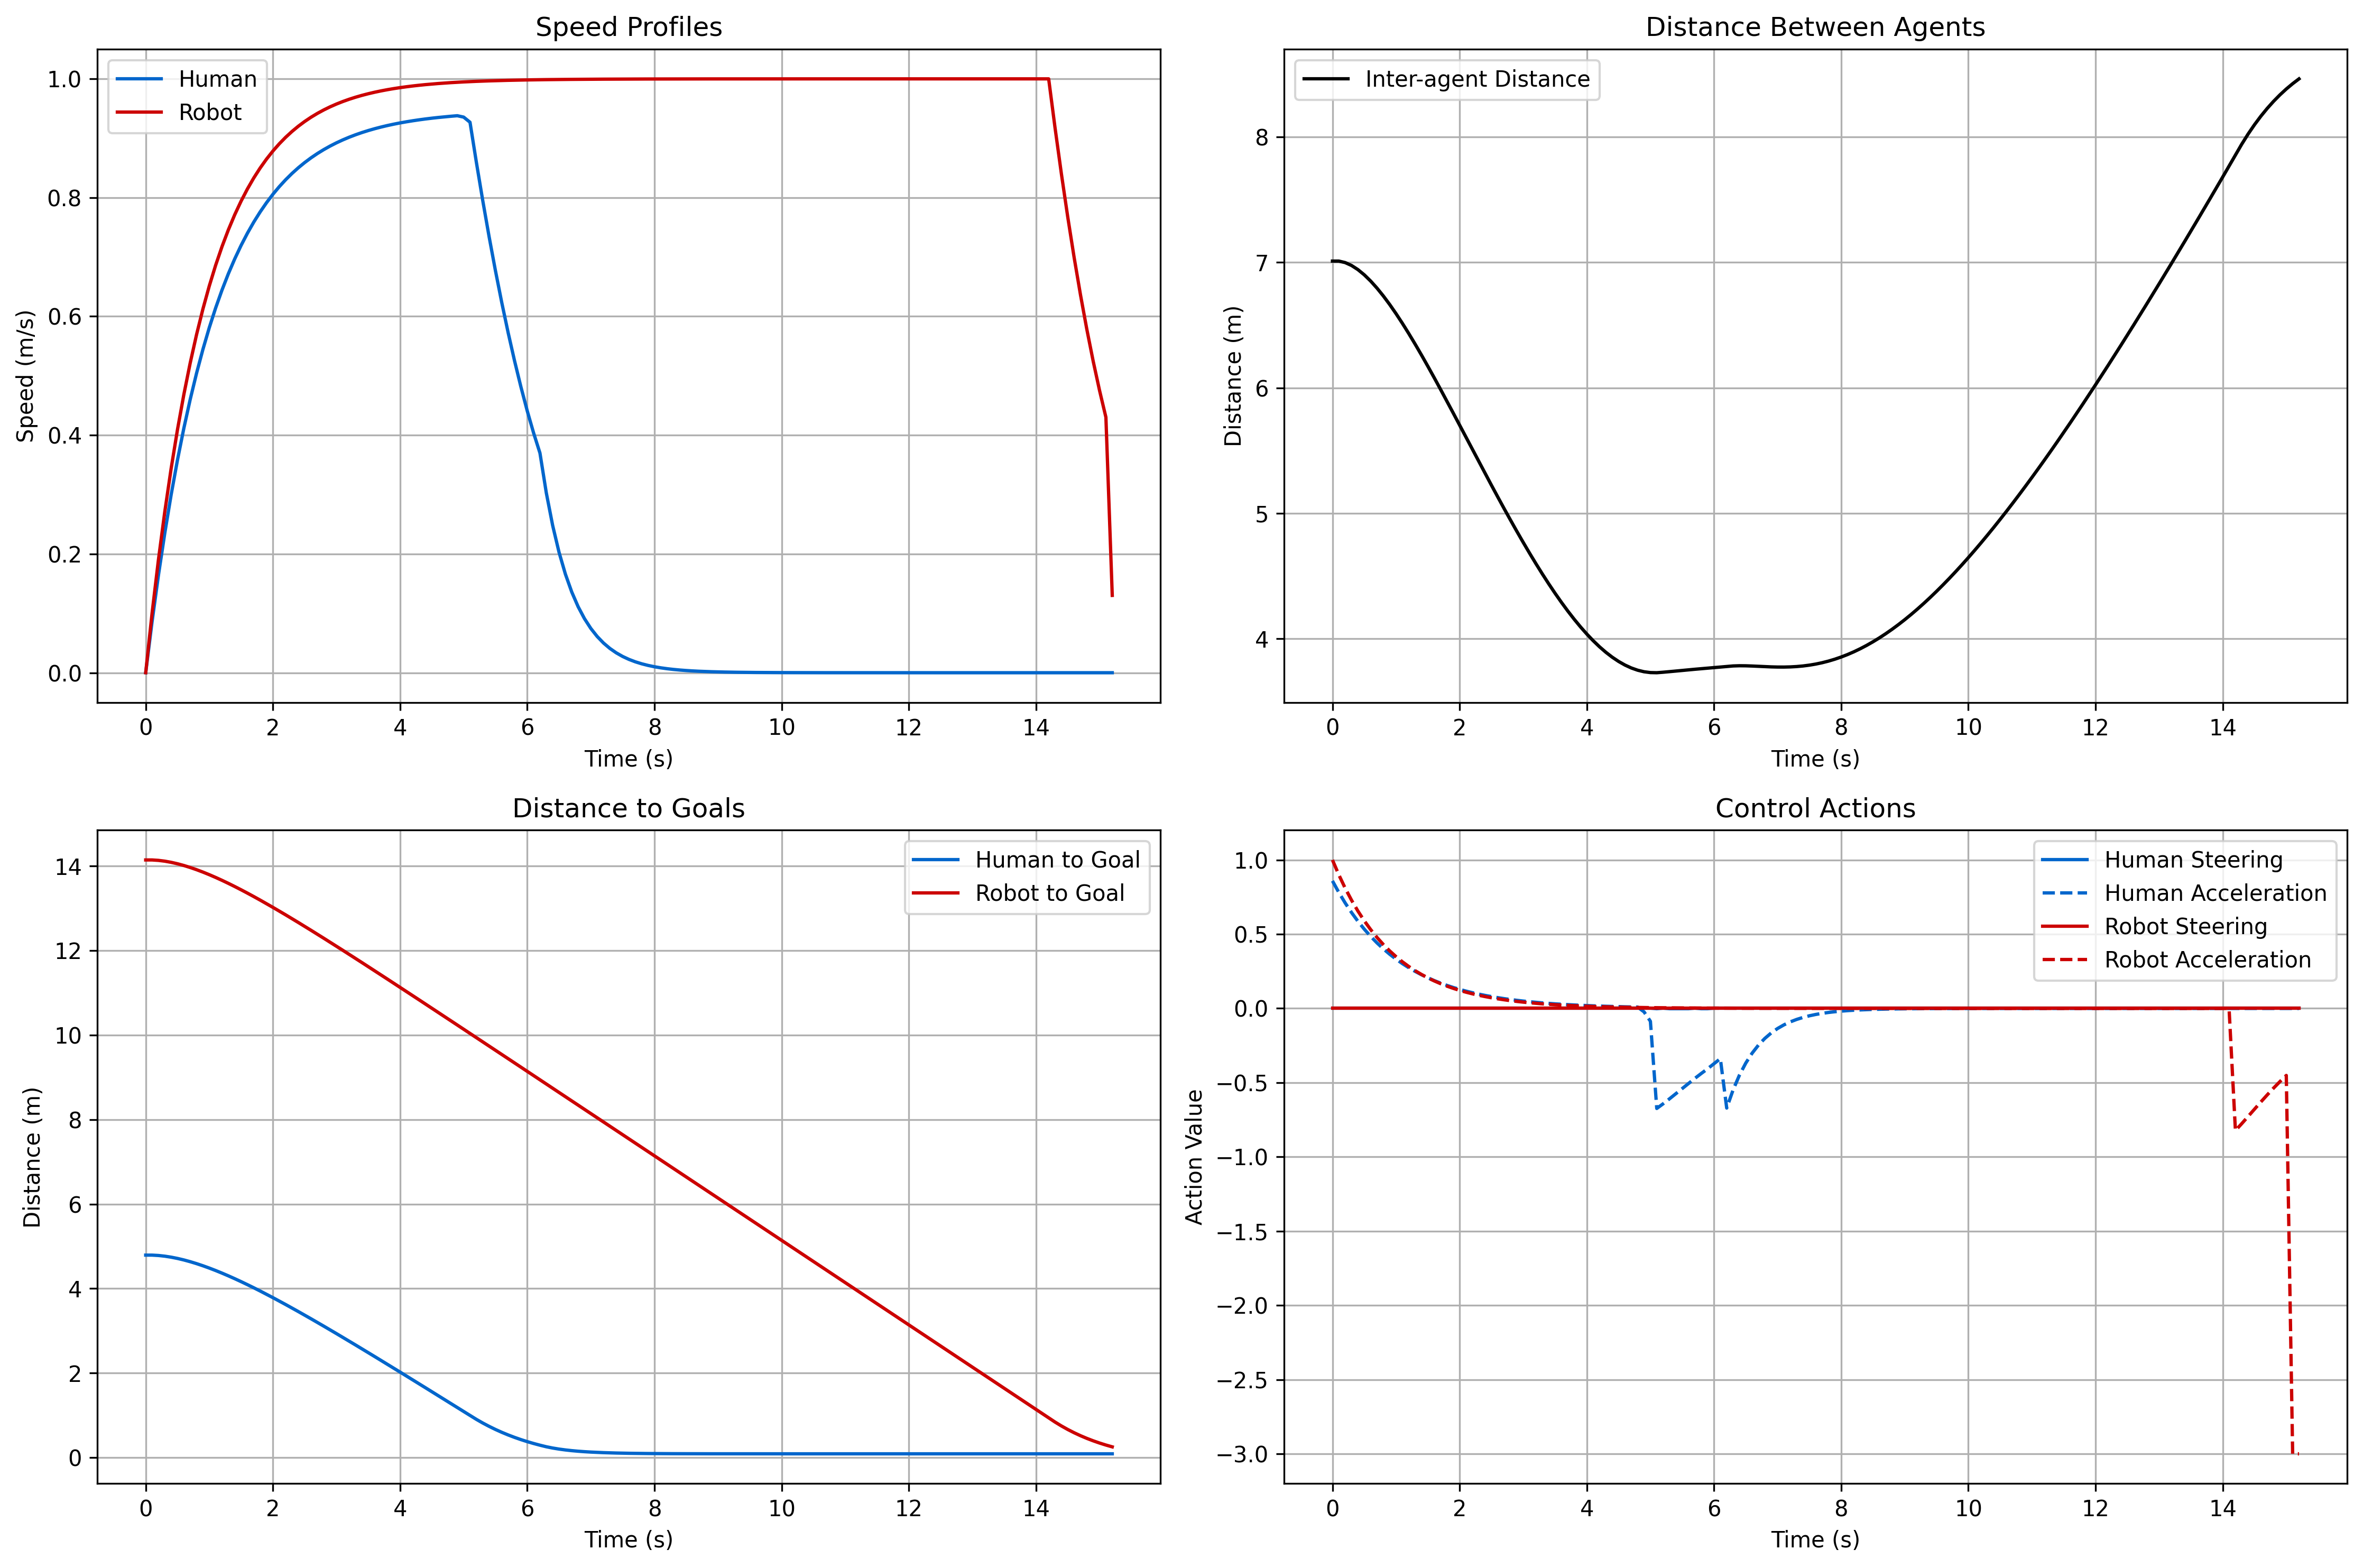 Speed Profiles
Human
Robot
1.0
0.8
0.6
0.4
0.2
0.0
Speed (m/s)
0 2 4 6 8 10 12 14
Time (s)
Distance Between Agents
Inter-agent Distance
8
7
6
5
4
Distance (m)
0 2 4 6 8 10 12 14
Time (s)
Distance to Goals
Human to Goal
Robot to Goal
14
12
10
8
6
4
2
0
Distance (m)
0 2 4 6 8 10 12 14
Time (s)
Control Actions
Human Steering
Human Acceleration
Robot Steering
Robot Acceleration
1.0
0.5
0.0
−0.5
−1.0
−1.5
−2.0
−2.5
−3.0
Action Value
0 2 4 6 8 10 12 14
Time (s)